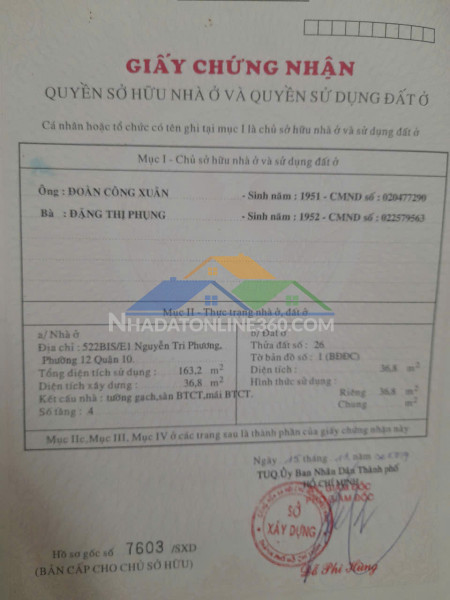 GIẤY CHỨNG NHẬN
QUYỀN SỞ HỮU NHÀ Ở VÀ QUYỀN SỬ DỤNG ĐẤT Ở
Cá nhân hoặc tổ chức có tên ghi tại mục I là chủ sở hữu nhà ở và sử dụng đất ở
Mục I - Chủ sở hữu nhà ở và sử dụng đất ở
Ông : ĐOÀN CÔNG XUÂN - Sinh năm : 1951 - CMND số : 020477290
Bà : ĐẶNG THỊ PHỤNG - Sinh năm : 1952 - CMND số : 022579563
Mục II - Thực trạng nhà ở, đất ở
NHADATONLINE360.COM
a/ Nhà ở
Địa chỉ : 522BIS/E1 Nguyễn Tri Phương,
Phường 12 Quận 10.
Tổng diện tích sử dụng : 163,2 m2
Diện tích xây dựng : 36,8 m2
Kết cấu nhà : tường gạch,sàn BTCT,mái BTCT.
Số tầng : 4
b/ Đất ở
Thửa đất số : 26
Tờ bản đồ số : 1 (BĐĐC)
Diện tích : 36,8 m2
Hình thức sử dụng :
Riêng : 36,8 m2
Chung : m2
Mục IIc,Mục III, Mục IV ở các trang sau là thành phần của giấy chứng nhận này
Ngày tháng
TUQ.Ủy Ban Nhân Dân Thành phố
HỒ CHÍ MINH
SỞ
XÂY DỰNG
Hồ sơ gốc số 7603 /SXD
(BẢN CẤP CHO CHỦ SỞ HỮU)
Đỗ Phi Hùng